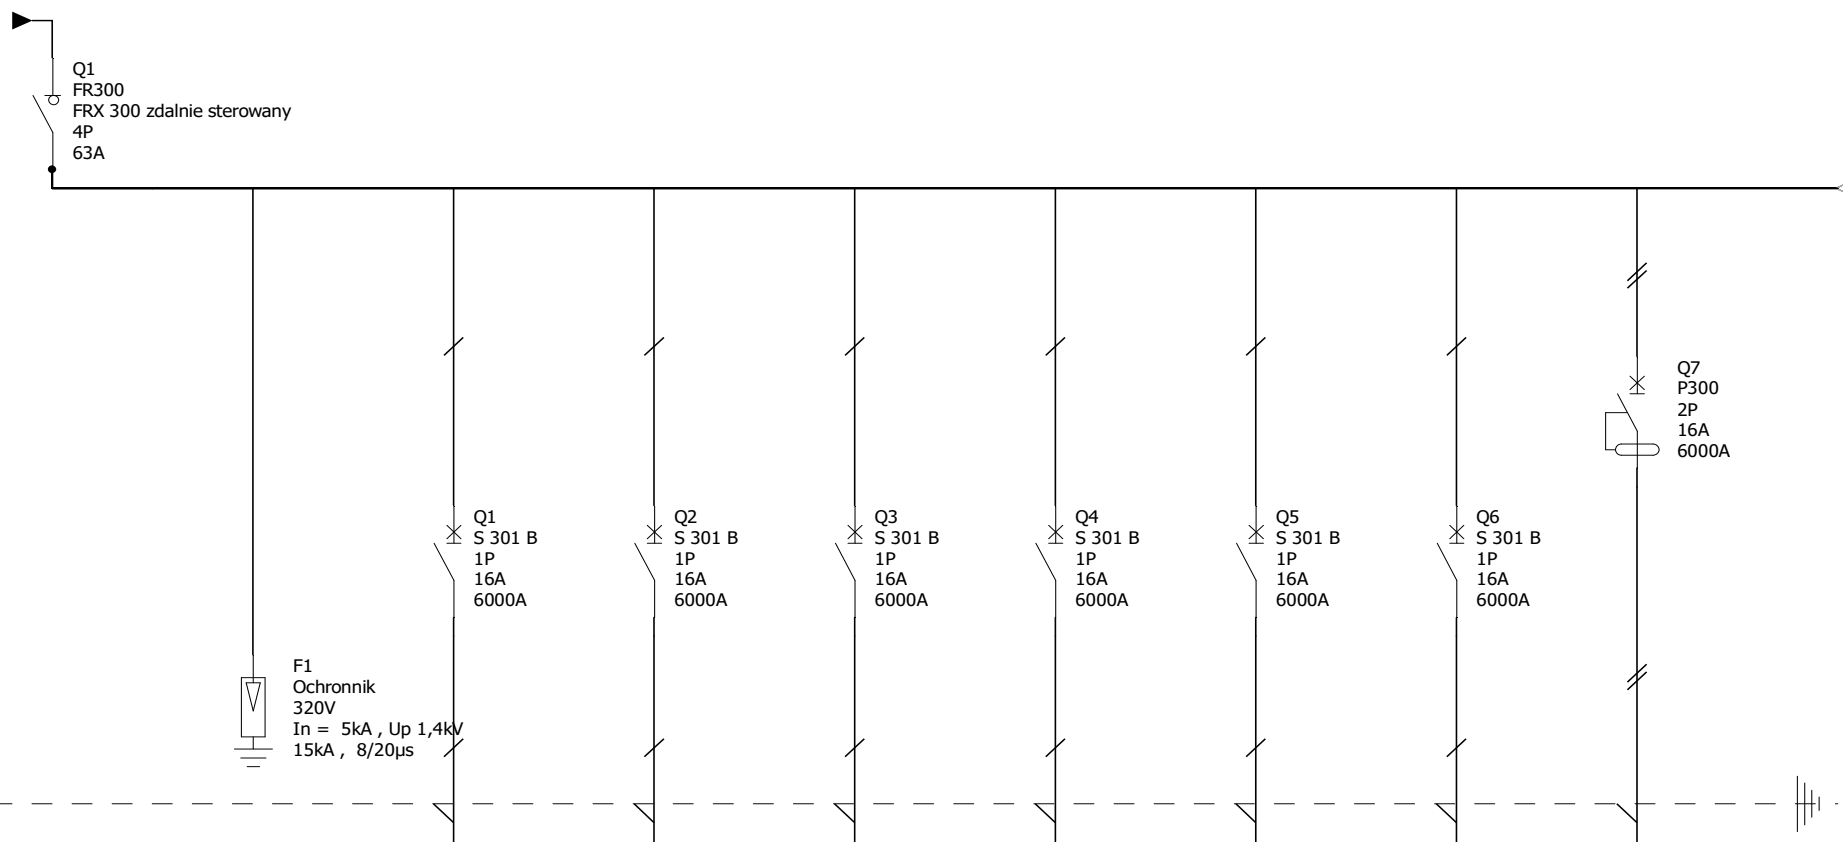 Q1
FR300
FRX 300 zdalnie sterowany
4P
63A
Q7
P300
2P
16A
6000A
Q1
S 301 B
1P
16A
6000A
Q2
S 301 B
1P
16A
6000A
Q3
S 301 B
1P
16A
6000A
Q4
S 301 B
1P
16A
6000A
Q5
S 301 B
1P
16A
6000A
Q6
S 301 B
1P
16A
6000A
F1
Ochronnik
320V
In =  5kA , Up 1,4kV
15kA ,  8/20µs